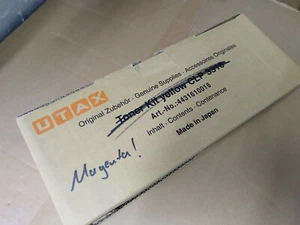 UTAX
Original Zubehör · Genuine Supplies · Accessoires Originales
Toner Kit yellow CLP 3316
Art.-No.: 4431610016
Inhalt · Contents · Contenance
Made in Japan
Magenta!